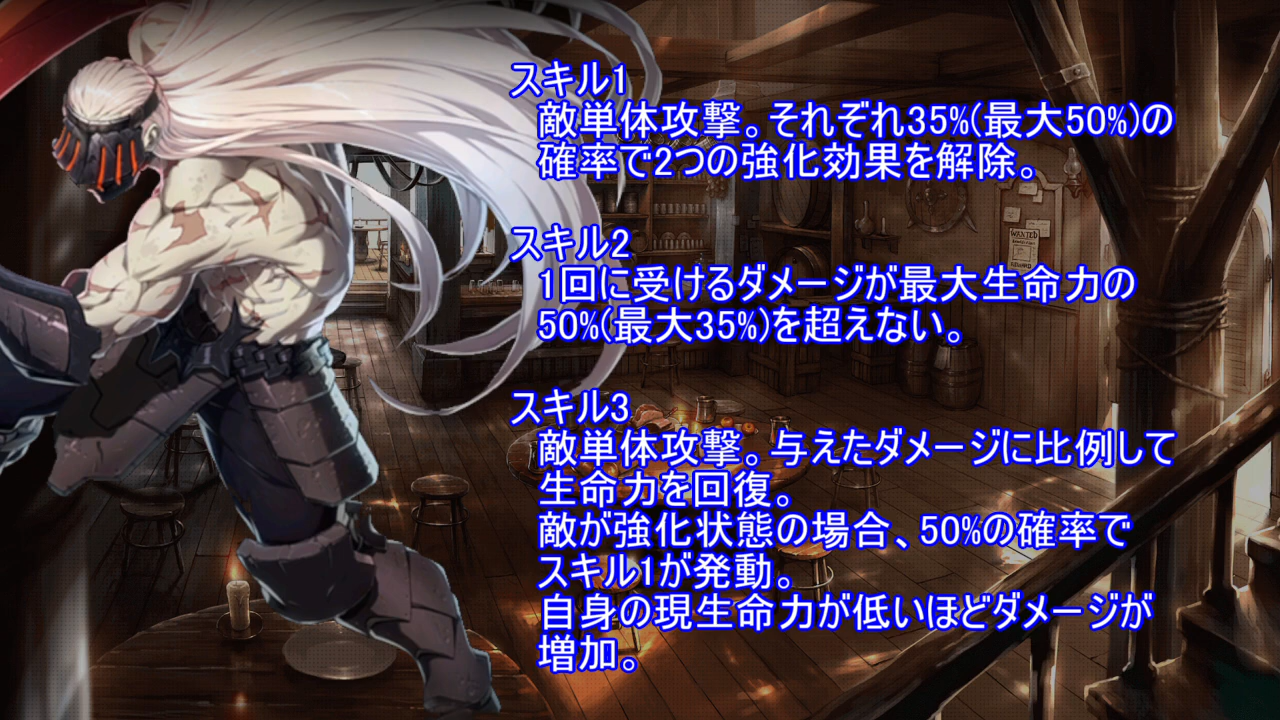 スキル1
敵単体攻撃。それぞれ35%(最大50%)の
確率で2つの強化効果を解除。
スキル2
1回に受けるダメージが最大生命力の
50%(最大35%)を超えない。
スキル3
敵単体攻撃。与えたダメージに比例して
生命力を回復。
敵が強化状態の場合、50%の確率で
スキル1が発動。
自身の現生命力が低いほどダメージが
増加。
WANTED